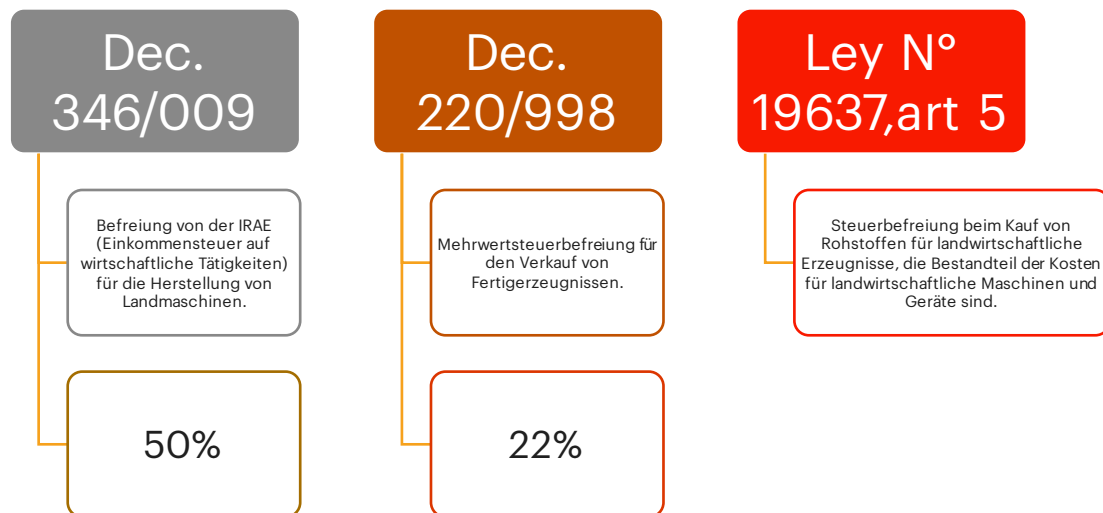 Dec.
346/009
Befreiung von der IRAE
(Einkommensteuer auf
wirtschaftliche Tätigkeiten)
für die Herstellung von
Landmaschinen.
50%
Dec.
220/998
Mehrwertsteuerbefreiung für
den Verkauf von
Fertigerzeugnissen.
22%
Ley N°
19637,art 5
Steuerbefreiung beim Kauf von
Rohstoffen für landwirtschaftliche
Erzeugnisse, die Bestandteil der Kosten
für landwirtschaftliche Maschinen und
Geräte sind.